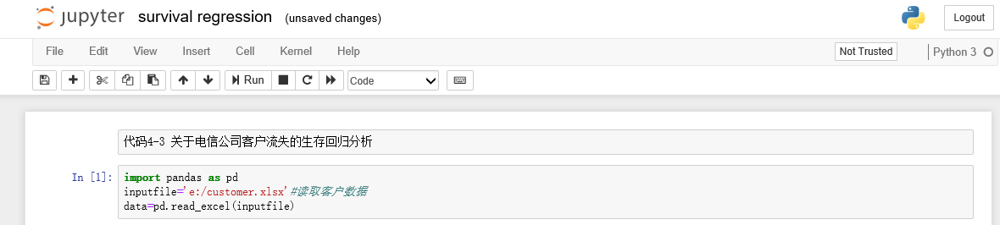 jupyter survival regression (unsaved changes) Logout
File Edit View Insert Cell Kernel Help Not Trusted Python 3
Run Code
代码4-3 关于电信公司客户流失的生存回归分析
In [1]: import pandas as pd
inputfile='e:/customer.xlsx'#读取客户数据
data=pd.read_excel(inputfile)